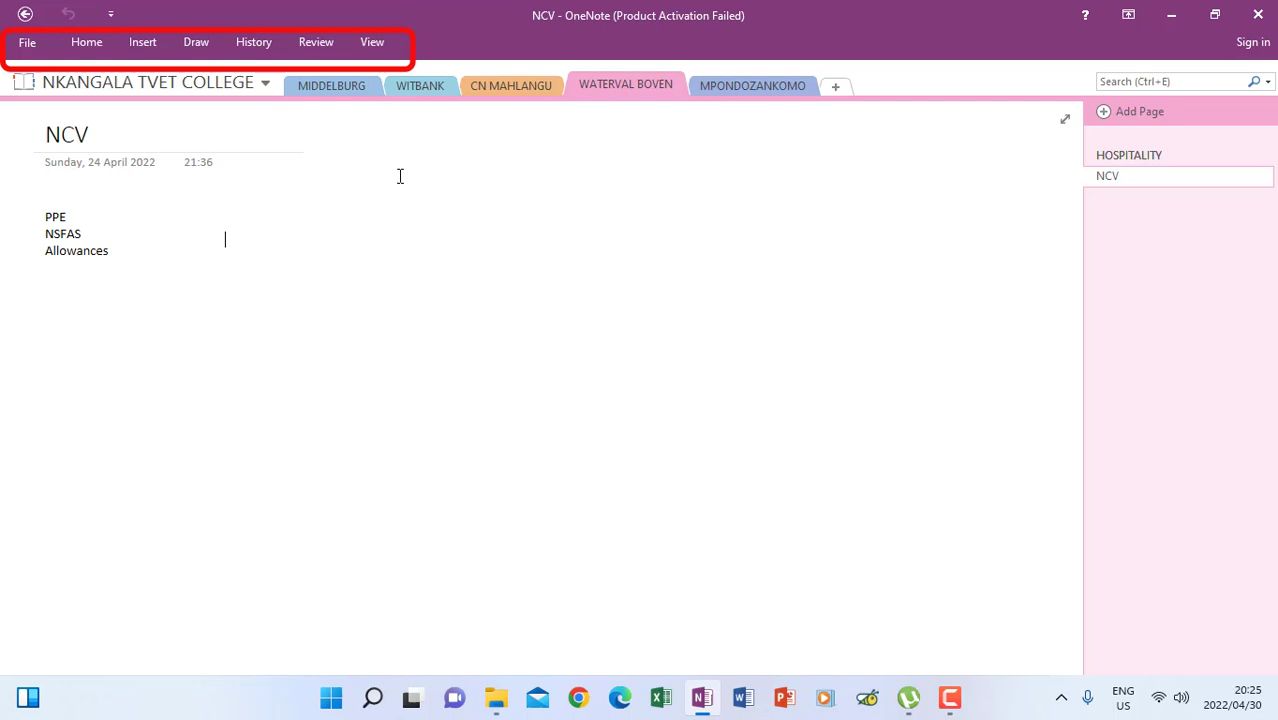 NCV - OneNote (Product Activation Failed)
?
File Home Insert Draw History Review View
Sign in
NKANGALA TVET COLLEGE
MIDDELBURG WITBANK CN MAHLANGU WATERVAL BOVEN MPONDOZANKOMO +
Search (Ctrl+E)
Add Page
NCV
Sunday, 24 April 2022 21:36
HOSPITALITY
NCV
PPE
NSFAS
Allowances
ENG
US
20:25
2022/04/30